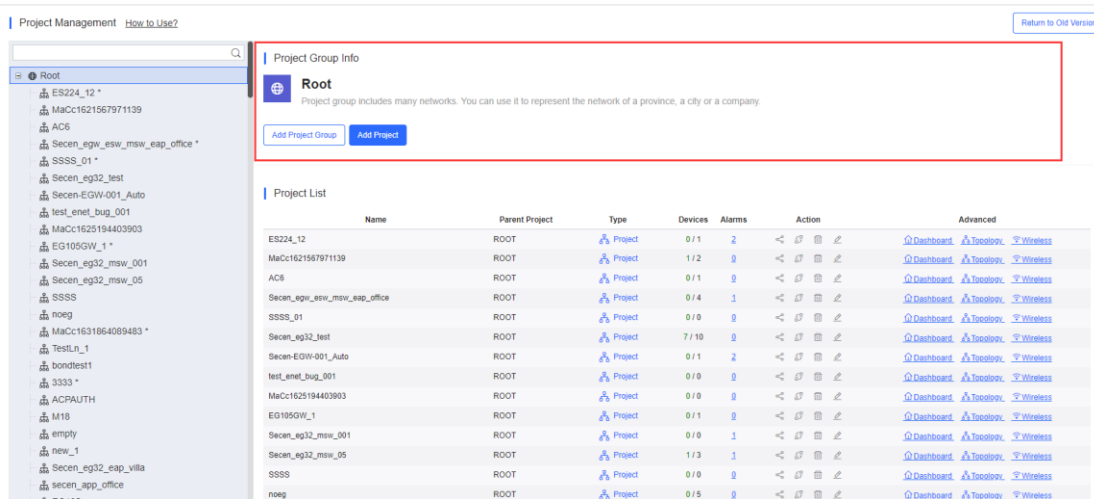 Project Management How to Use?
Return to Old Version
Root
ES224_12 *
MaCc1621567971139
AC6
Secen_egw_esw_msw_eap_office *
SSSS_01 *
Secen_eg32_test
Secen-EGW-001_Auto
test_enet_bug_001
MaCc1625194403903
EG105GW_1 *
Secen_eg32_msw_001
Secen_eg32_msw_05
SSSS
noeg
MaCc1631864089483 *
TestLn_1
bondtest1
3333 *
ACPAUTH
M18
empty
new_1
Secen_eg32_eap_villa
secen_app_office
Project Group Info
Root
Project group includes many networks. You can use it to represent the network of a province, a city or a company.
Add Project Group Add Project
Project List
Name Parent Project Type Devices Alarms Action Advanced
ES224_12 ROOT Project 0 / 1 2 Dashboard Topology Wireless
MaCc1621567971139 ROOT Project 1 / 2 0 Dashboard Topology Wireless
AC6 ROOT Project 0 / 1 0 Dashboard Topology Wireless
Secen_egw_esw_msw_eap_office ROOT Project 0 / 4 1 Dashboard Topology Wireless
SSSS_01 ROOT Project 0 / 0 0 Dashboard Topology Wireless
Secen_eg32_test ROOT Project 7 / 10 0 Dashboard Topology Wireless
Secen-EGW-001_Auto ROOT Project 0 / 1 2 Dashboard Topology Wireless
test_enet_bug_001 ROOT Project 0 / 0 0 Dashboard Topology Wireless
MaCc1625194403903 ROOT Project 0 / 0 0 Dashboard Topology Wireless
EG105GW_1 ROOT Project 0 / 1 0 Dashboard Topology Wireless
Secen_eg32_msw_001 ROOT Project 0 / 0 1 Dashboard Topology Wireless
Secen_eg32_msw_05 ROOT Project 1 / 3 1 Dashboard Topology Wireless
SSSS ROOT Project 0 / 0 0 Dashboard Topology Wireless
noeg ROOT Project 0 / 5 0 Dashboard Topology Wireless